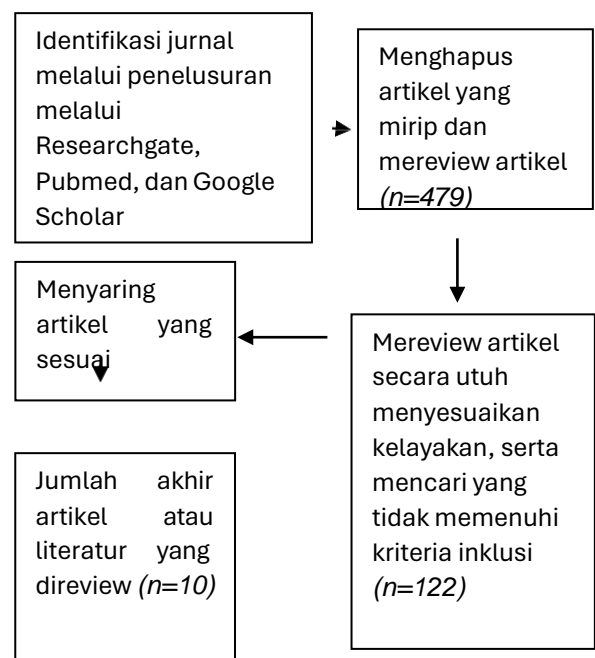 Identifikasi jurnal
melalui penelusuran
melalui
Researchgate,
Pubmed, dan Google
Scholar
Menghapus
artikel yang
mirip dan
mereview artikel
(n=479)
Mereview artikel
secara utuh
menyesuaikan
kelayakan, serta
mencari yang
tidak memenuhi
kriteria inklusi
(n=122)
Menyaring
artikel yang
sesuai
Jumlah akhir
artikel atau
literatur yang
direview (n=10)